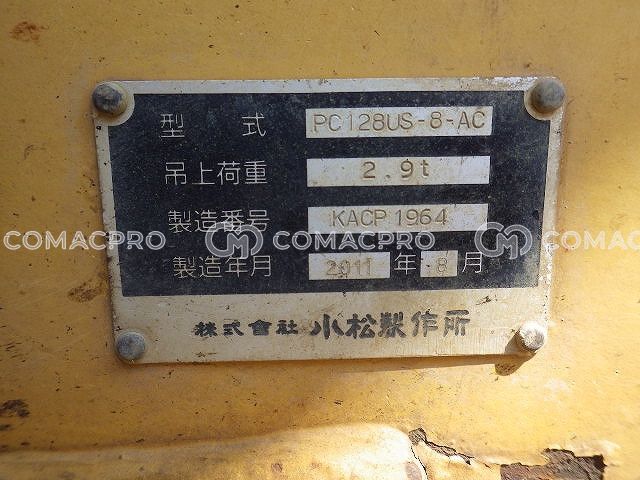 型 式 PC128US-8-AC
吊上荷重 2.9t
製造番号 KACP1964
COMACPRO COMACPRO COMACPRO
製造年月 2011 年 8 月
株式會社 小松製作所